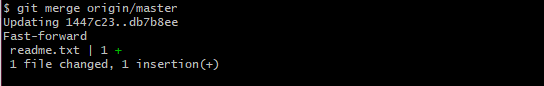 $ git merge origin/master
Updating 1447c23..db7b8ee
Fast-forward
 readme.txt | 1 +
 1 file changed, 1 insertion(+)